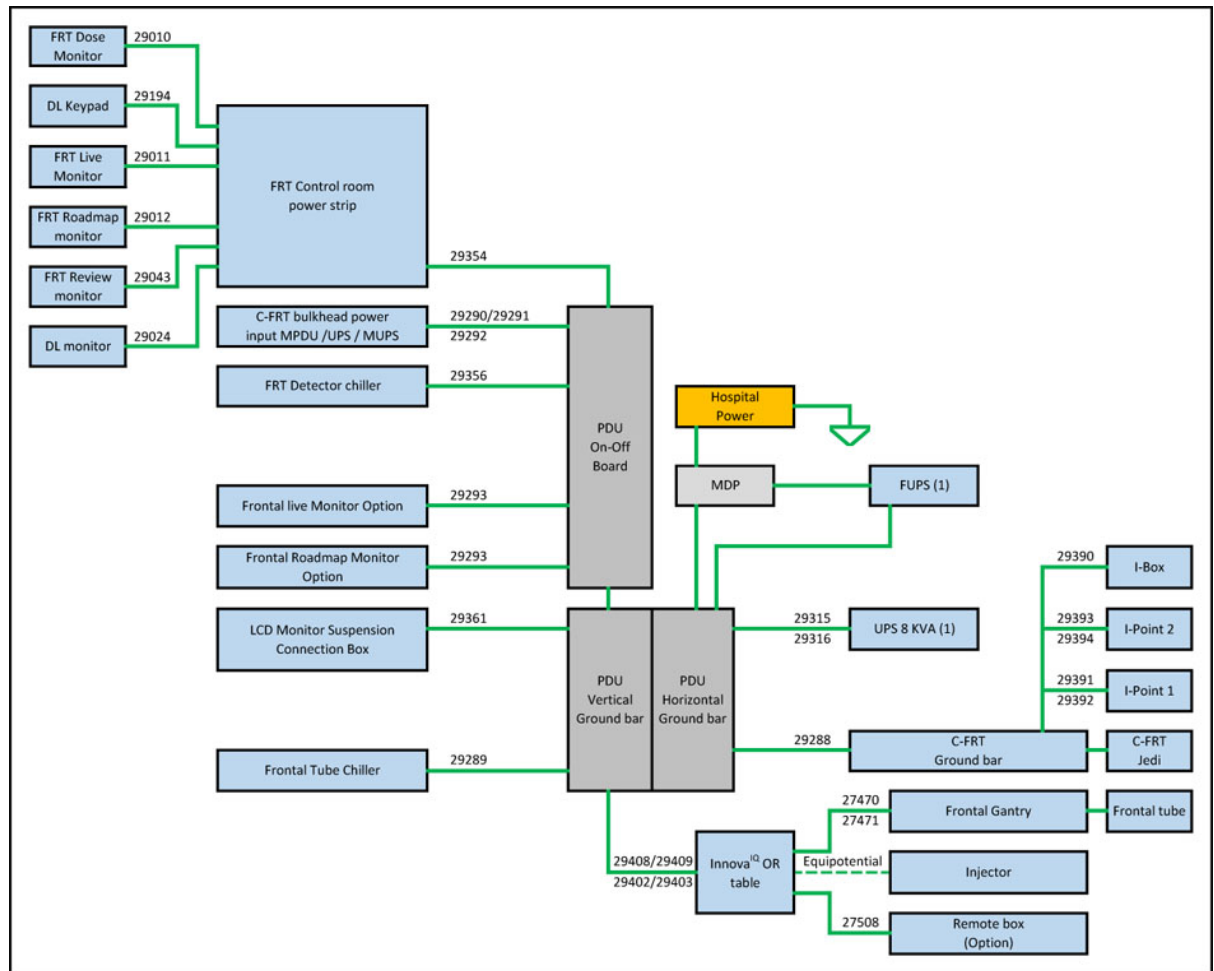 FRT Dose
Monitor
29010
DL Keypad
29194
FRT Live
Monitor
29011
FRT Roadmap
monitor
29012
FRT Review
monitor
29043
DL monitor
29024
FRT Control room
power strip
29354
C-FRT bulkhead power
input MPDU /UPS / MUPS
29290/29291
29292
FRT Detector chiller
29356
PDU
On-Off
Board
Hospital
Power
MDP
FUPS (1)
Frontal live Monitor Option
29293
Frontal Roadmap Monitor
Option
29293
LCD Monitor Suspension
Connection Box
29361
PDU
Vertical
Ground bar
PDU
Horizontal
Ground bar
29315
29316
UPS 8 KVA (1)
29390
I-Box
29393
29394
I-Point 2
29391
29392
I-Point 1
29288
C-FRT
Ground bar
C-FRT
Jedi
Frontal Tube Chiller
29289
29408/29409
29402/29403
Innova IQ OR
table
27470
27471
Frontal Gantry
Frontal tube
Equipotential
Injector
27508
Remote box
(Option)